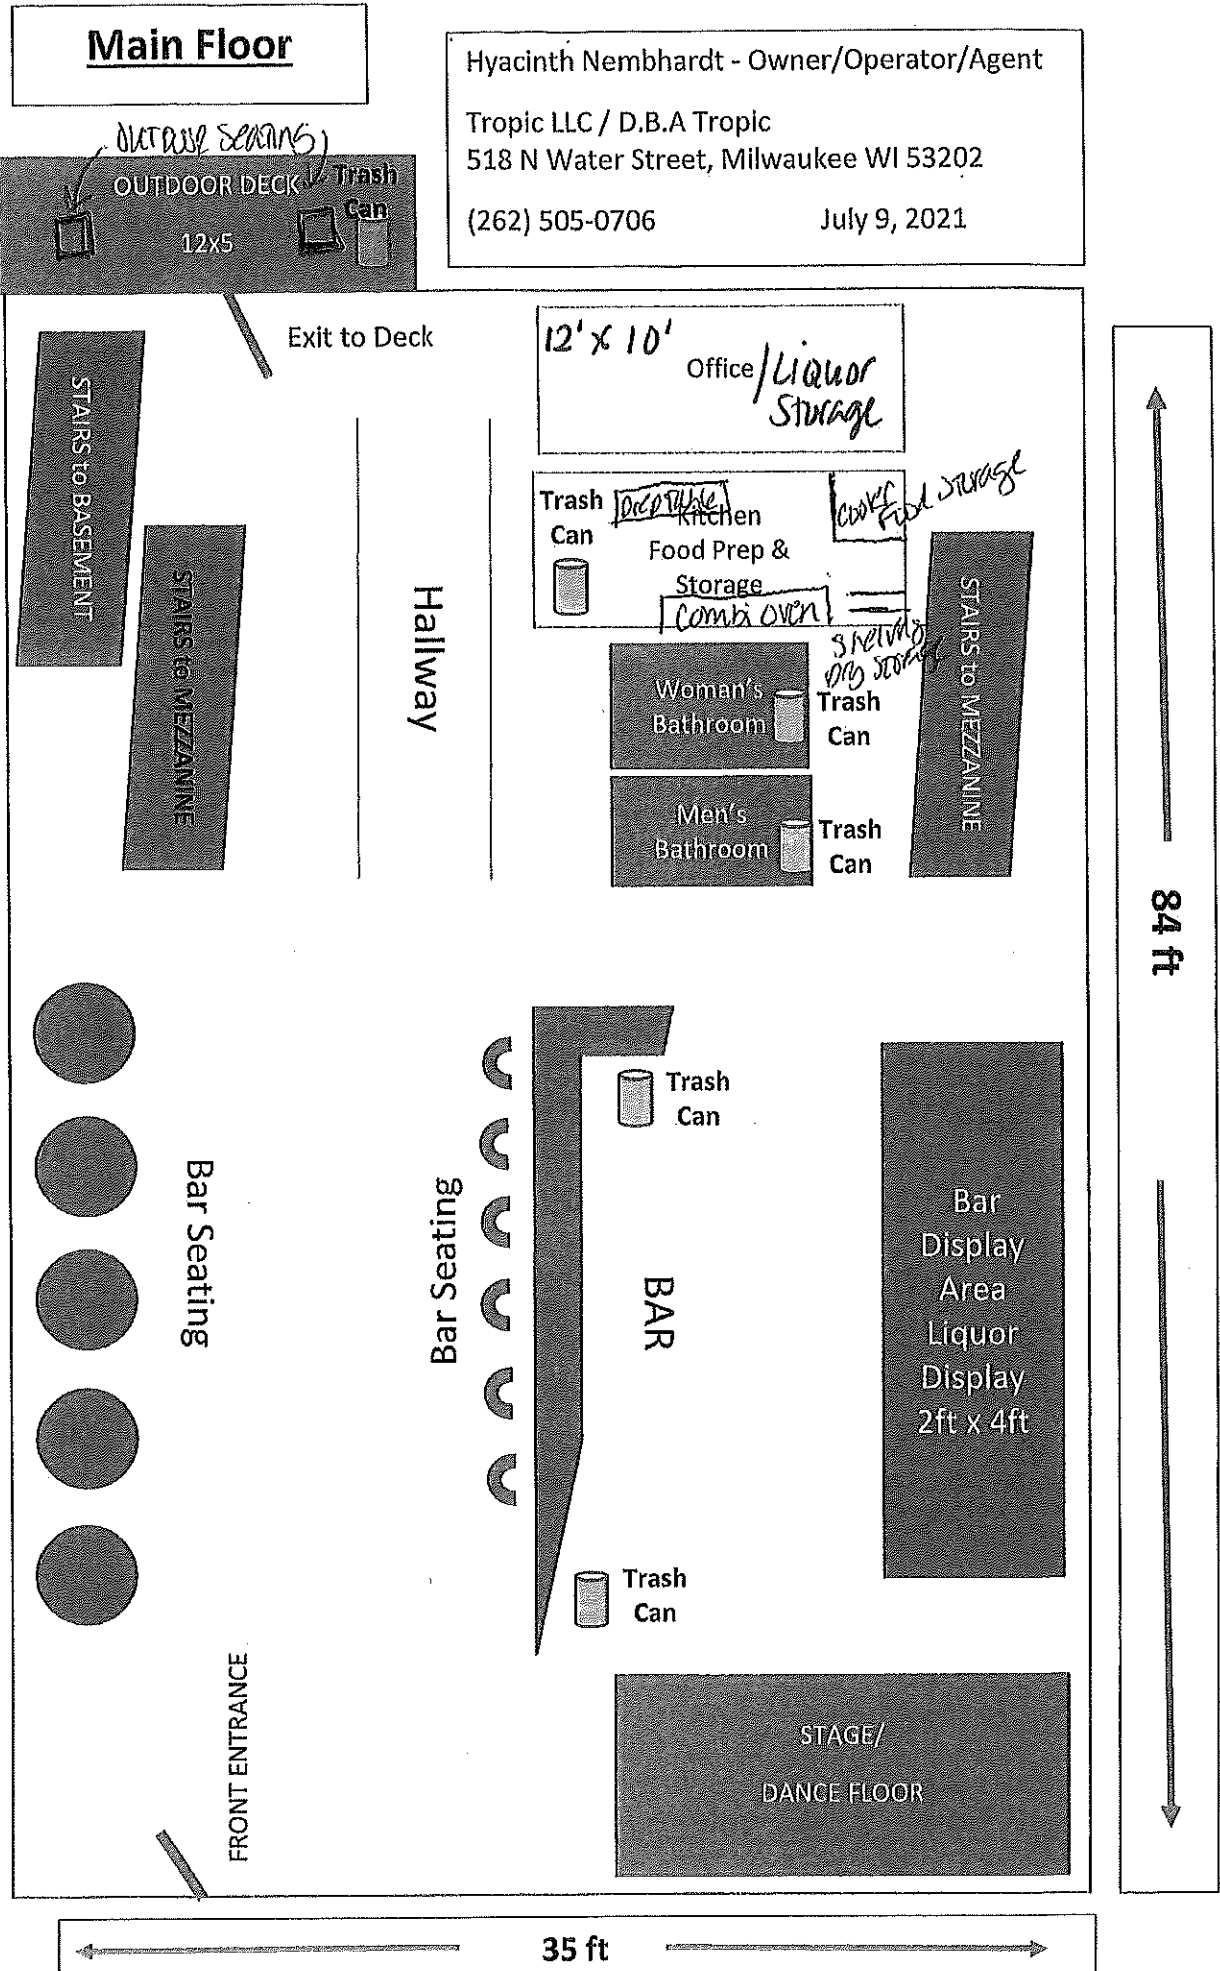 Main Floor
Hyacinth Nembhardt - Owner/Operator/Agent
Tropic LLC / D.B.A Tropic
518 N Water Street, Milwaukee WI 53202
(262) 505-0706 July 9, 2021
seating
OUTDOOR DECK
12x5
Trash
Can
Exit to Deck
12' x 10'
Office / Liquor
Storage
STAIRS to BASEMENT
STAIRS to MEZZANINE
Hallway
Trash
Can
Prep Table
Kitchen
Food Prep &
Storage
Combi oven
Food Storage
Dry Storage
Woman's
Bathroom
Trash
Can
Men's
Bathroom
Trash
Can
STAIRS to MEZZANINE
84 ft
Bar Seating
Bar Seating
Trash
Can
BAR
Bar
Display
Area
Liquor
Display
2ft x 4ft
Trash
Can
FRONT ENTRANCE
STAGE/
DANCE FLOOR
35 ft